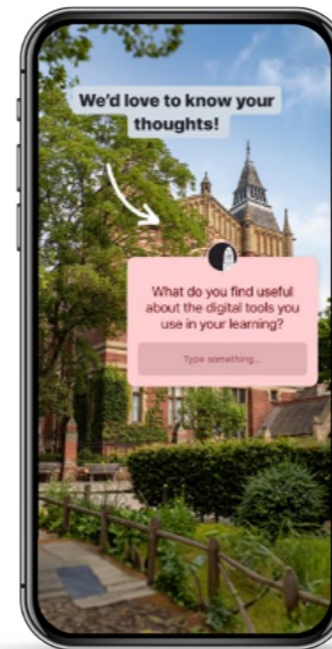 We'd love to know your
thoughts!
What do you find useful
about the digital tools you
use in your learning?
Type something...